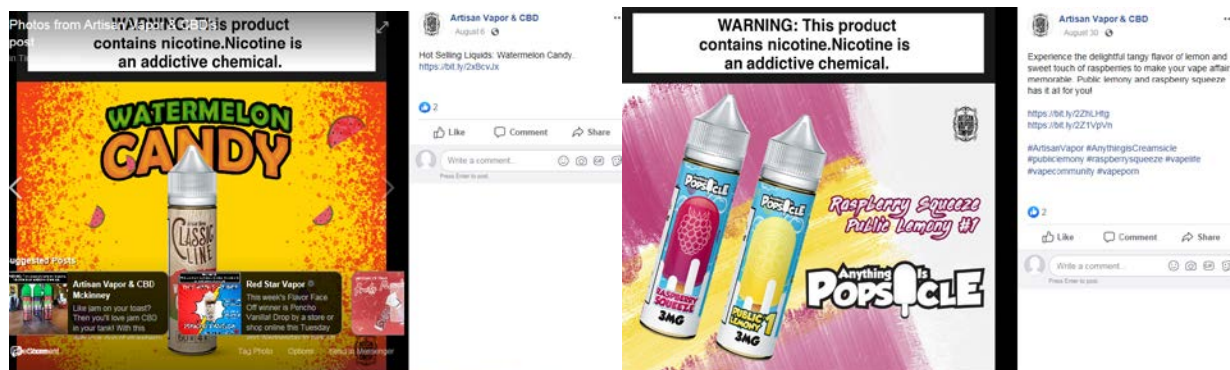 Photos from Artisan Vapor & CBD's
post
WARNING: This product
contains nicotine.Nicotine is
an addictive chemical.
WATERMELON
CANDY
CLASSIC
LINE
Suggested Posts
Artisan Vapor & CBD
Mckinney
Like jam on your toast?
Then you'll love jam CBD
in your tank! With this
Red Star Vapor
This week's Flavor Face
Off winner is Poncho
Vanilla! Drop by a store or
shop online this Tuesday
Tag Photo
Options
Artisan Vapor & CBD
August 6
Hot Selling Liquids: Watermelon Candy.
https://bit.ly/2xBcvJx
2
Like
Comment
Share
Write a comment...
Press Enter to post.
WARNING: This product
contains nicotine.Nicotine is
an addictive chemical.
POPSICLE
RASPBERRY
SQUEEZE
3MG
POPSICLE
PUBLIC
LEMONY
3MG
Raspberry Squeeze
Public Lemony #1
Anything Is
POPSICLE
Artisan Vapor & CBD
August 30
Experience the delightful tangy flavor of lemon and
sweet touch of raspberries to make your vape affair
memorable. Public lemony and raspberry squeeze
has it all for you!
https://bit.ly/2ZhLHtg
https://bit.ly/2Z1VpVn
#ArtisanVapor #AnythingisCreamsicle
#publiclemony #raspberrysqueeze #vapelife
#vapecommunity #vapeporn
2
Like
Comment
Share
Write a comment...
Press Enter to post.